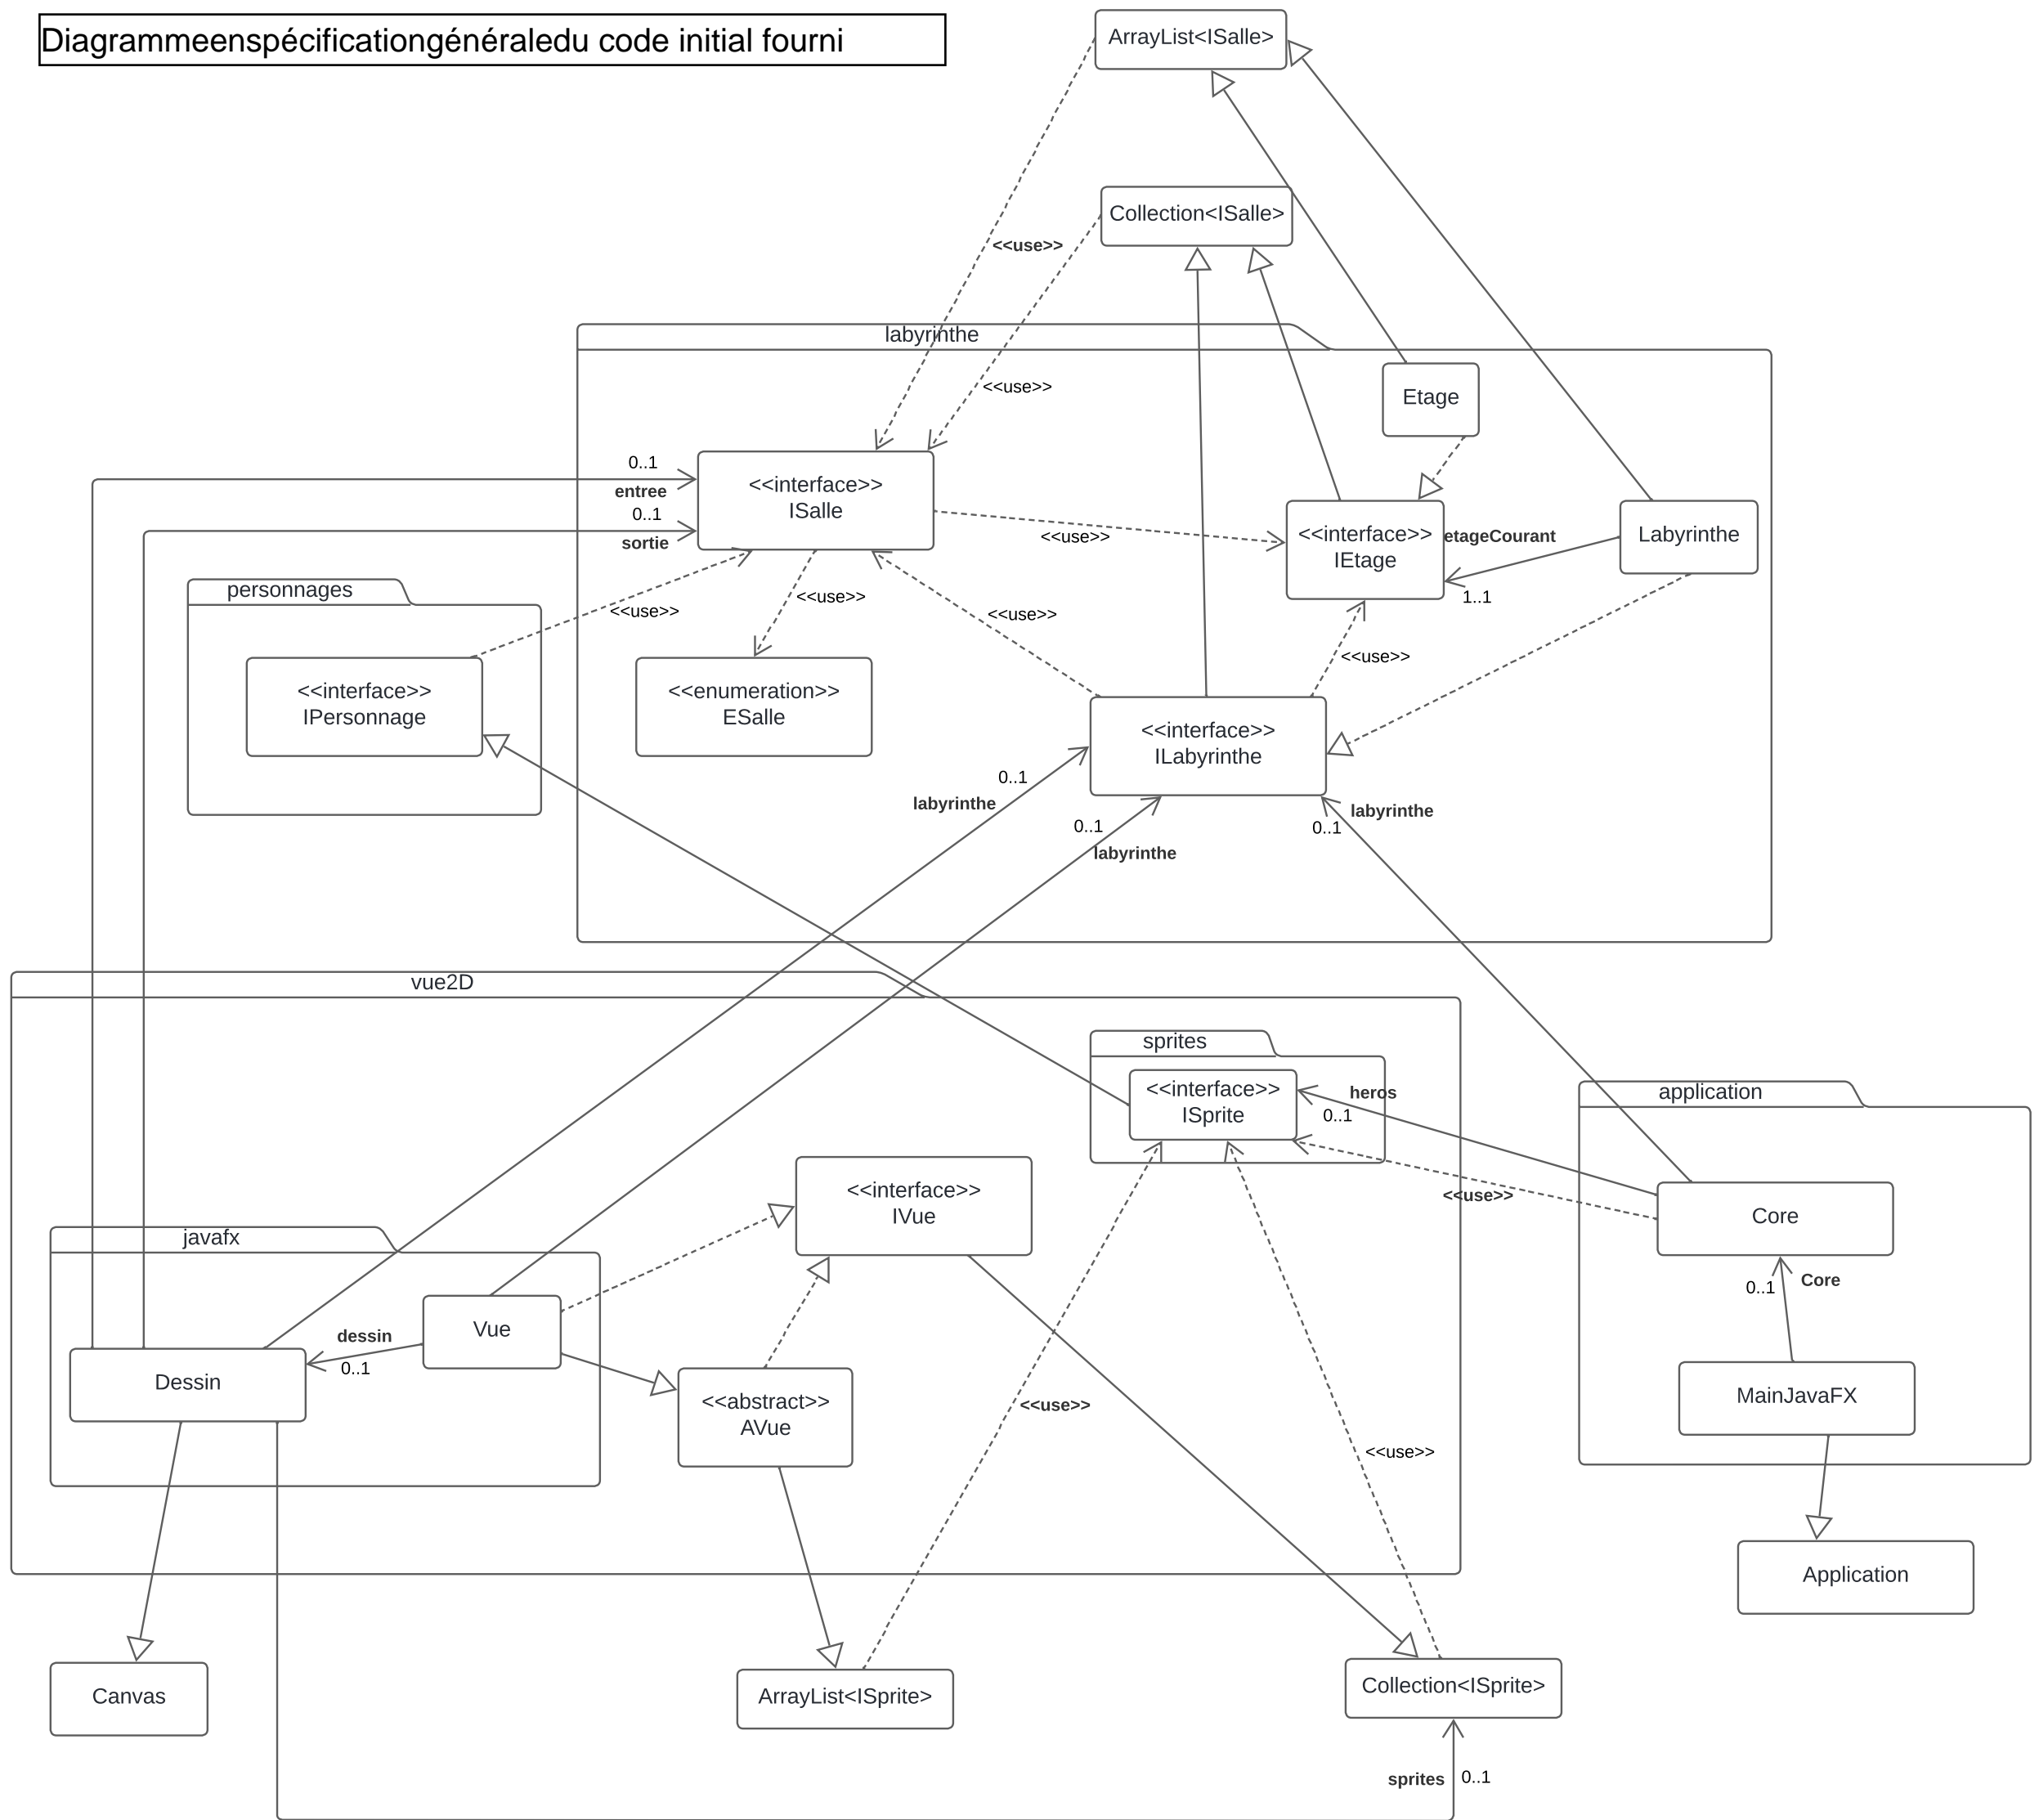 Diagrammeenspécificationgénéraledu code initial fourni
ArrayList<ISalle>
Collection<ISalle>
<<use>>
labyrinthe
<<use>>
Etage
0..1
entree
<<interface>>
ISalle
0..1
sortie
<<use>>
<<interface>>
IEtage
etageCourant
1..1
Labyrinthe
personnages
<<use>>
<<use>>
<<use>>
<<use>>
<<interface>>
IPersonnage
<<enumeration>>
ESalle
<<interface>>
ILabyrinthe
0..1
labyrinthe
0..1
labyrinthe
0..1
labyrinthe
vue2D
sprites
<<interface>>
ISprite
heros
0..1
application
<<use>>
Core
<<interface>>
IVue
javafx
0..1
Core
Vue
dessin
0..1
Dessin
<<abstract>>
AVue
<<use>>
MainJavaFX
<<use>>
Application
Canvas
ArrayList<ISprite>
Collection<ISprite>
sprites
0..1